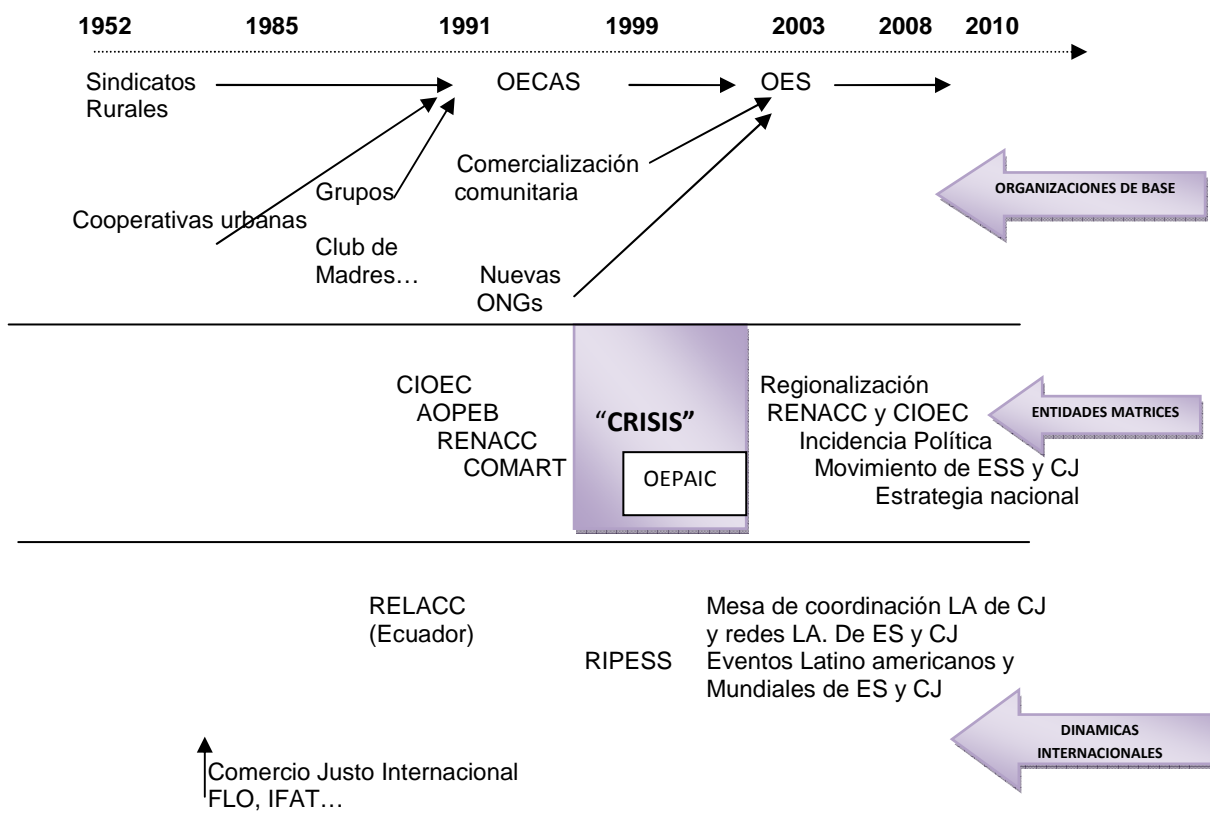 1952 1985 1991 1999 2003 2008 2010
Sindicatos
Rurales
OECAS
OES
Comercialización
comunitaria
Grupos
Cooperativas urbanas
Club de
Madres…
Nuevas
ONGs
ORGANIZACIONES DE BASE
CIOEC
AOPEB
RENACC
COMART
“CRISIS”
OEPAIC
Regionalización
RENACC y CIOEC
Incidencia Política
Movimiento de ESS y CJ
Estrategia nacional
ENTIDADES MATRICES
RELACC
(Ecuador)
RIPESS
Mesa de coordinación LA de CJ
y redes LA. De ES y CJ
Eventos Latino americanos y
Mundiales de ES y CJ
DINAMICAS
INTERNACIONALES
Comercio Justo Internacional
FLO, IFAT…